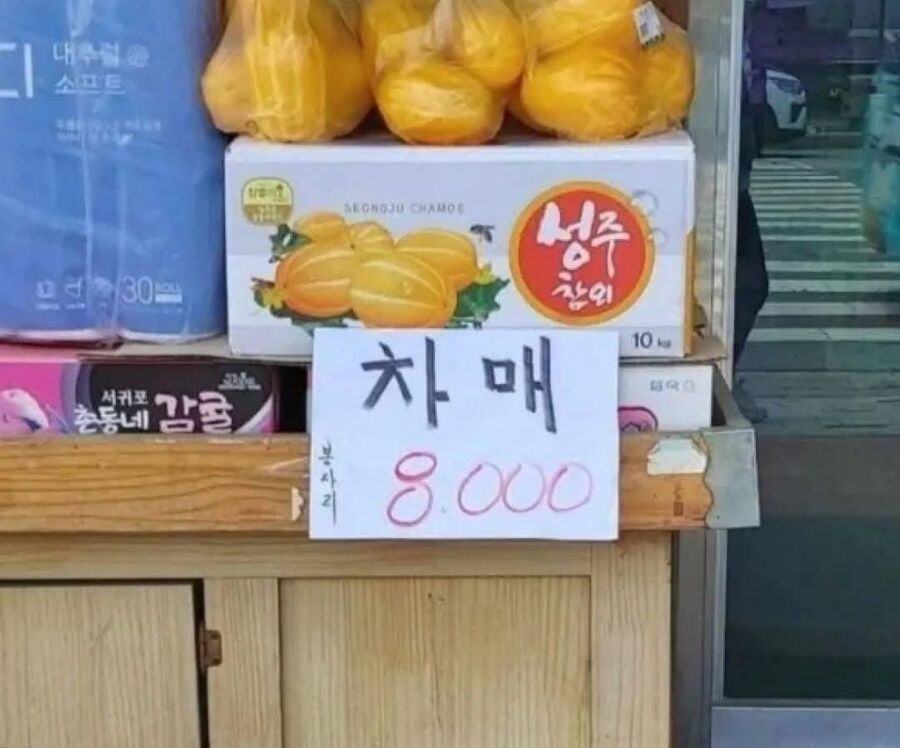 내추럴
소프트
30 ROLL
SEONGJU CHAMOE
성주
참외
10 kg
서귀포
촌동네 감귤
차매
봉사리
8.000